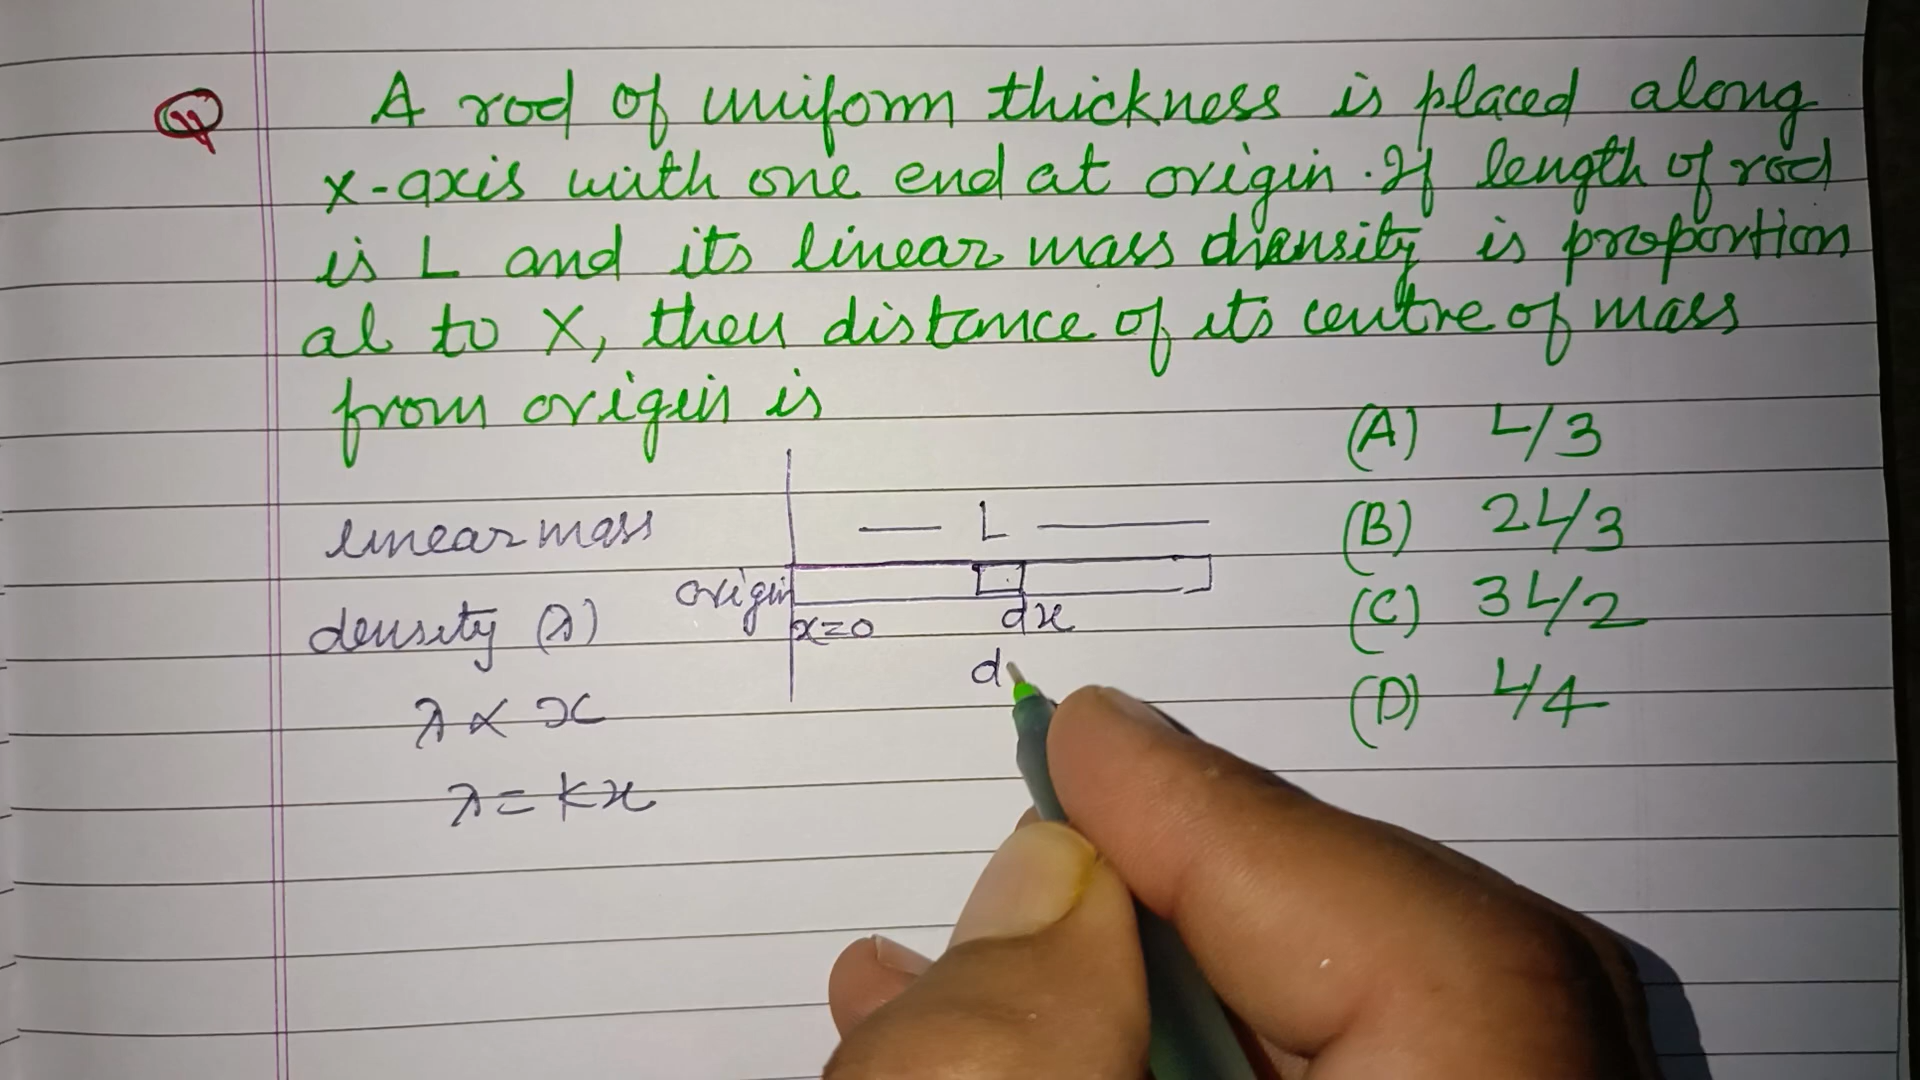 Q
A rod of uniform thickness is placed along
x-axis with one end at origin. If length of rod
is L and its linear mass density is proportion
al to X, then distance of its centre of mass
from origin is
(A) L/3
(B) 2L/3
(C) 3L/2
(D) L/4
linear mass
density (λ)
λ ∝ x
λ = kx
L
origin
x=0
dx
d